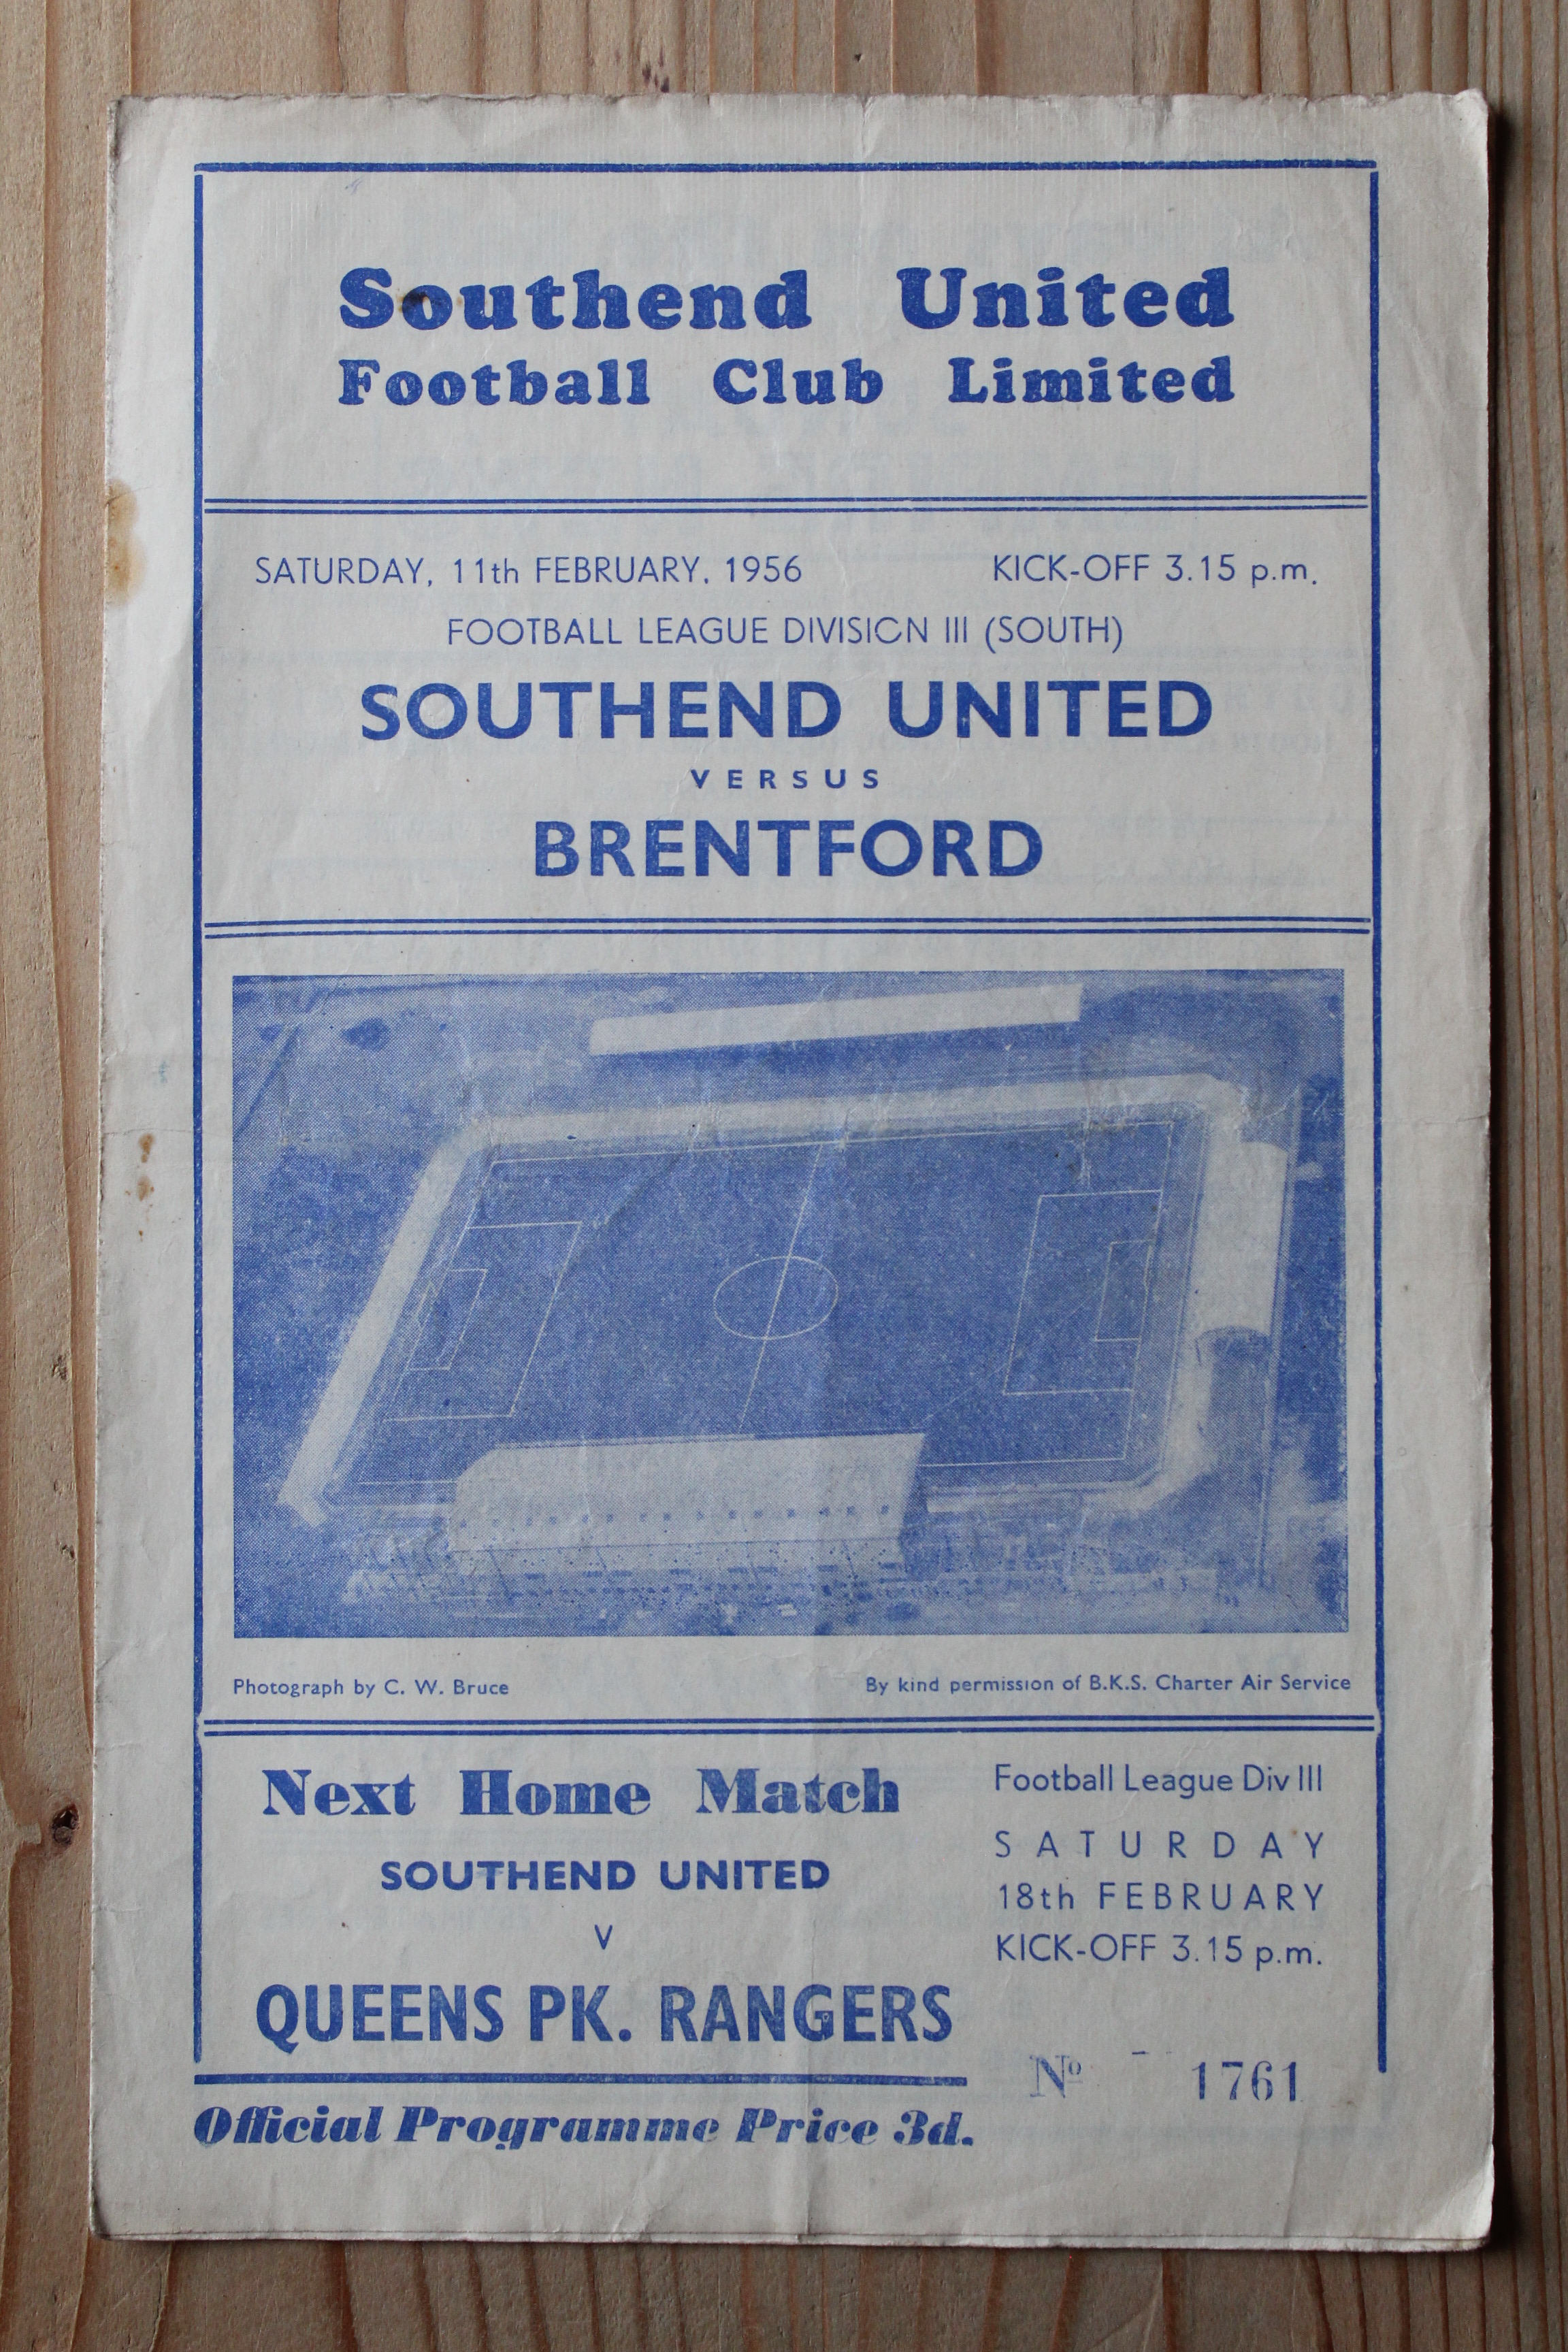 Southend United
Football Club Limited
SATURDAY, 11th FEBRUARY, 1956 KICK-OFF 3.15 p.m.
FOOTBALL LEAGUE DIVISION III (SOUTH)
SOUTHEND UNITED
VERSUS
BRENTFORD
Photograph by C. W. Bruce By kind permission of B.K.S. Charter Air Service
Next Home Match
SOUTHEND UNITED
V
QUEENS PK. RANGERS
Football League Div III
SATURDAY
18th FEBRUARY
KICK-OFF 3.15 p.m.
Nº 1761
Official Programme Price 3d.